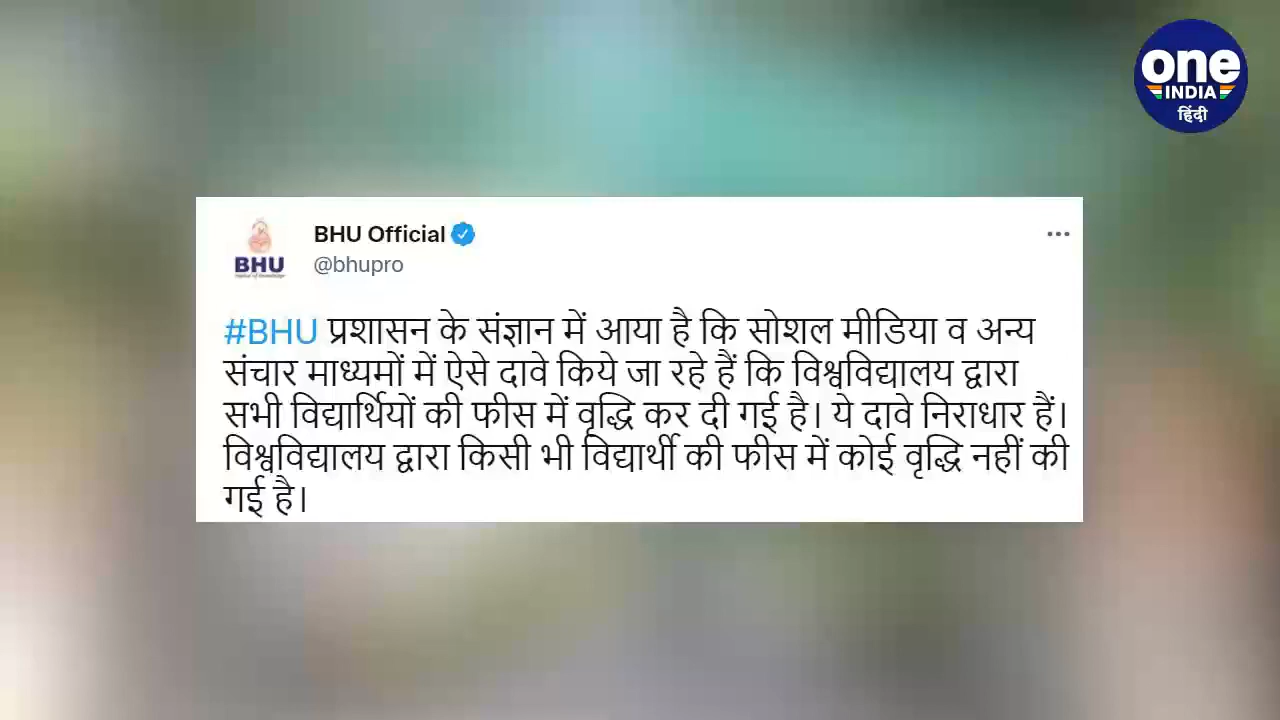 one
INDIA
हिंदी
BHU Official
BHU
@bhupro
#BHU प्रशासन के संज्ञान में आया है कि सोशल मीडिया व अन्य
संचार माध्यमों में ऐसे दावे किये जा रहे हैं कि विश्वविद्यालय द्वारा
सभी विद्यार्थियों की फीस में वृद्धि कर दी गई है। ये दावे निराधार हैं।
विश्वविद्यालय द्वारा किसी भी विद्यार्थी की फीस में कोई वृद्धि नहीं की
गई है।